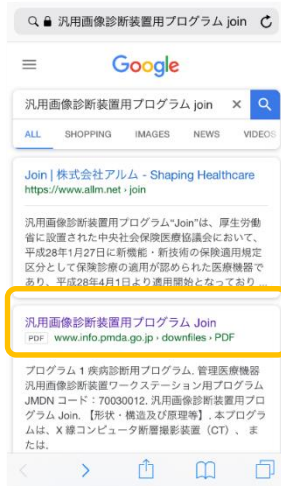 汎用画像診断装置用プログラム join
Google
汎用画像診断装置用プログラム join ×
ALL SHOPPING IMAGES NEWS VIDEOS
Join | 株式会社アルム - Shaping Healthcare
https://www.allm.net › join
汎用画像診断装置用プログラム“Join”は、厚生労働
省に設置された中央社会保険医療協議会において、
平成28年1月27日に新機能・新技術の保険適用規定
区分として保険診療の適用が認められた医療機器で
あり、平成28年4月1日より適用開始となっており ...
汎用画像診断装置用プログラム Join
PDF www.info.pmda.go.jp › downfiles › PDF
プログラム 1 疾病診断用プログラム. 管理医療機器
汎用画像診断装置ワークステーション用プログラム
JMDN コード：70030012. 汎用画像診断装置用プロ
グラム Join. 【形状・構造及び原理等】. 本プログラ
ムは、X 線コンピュータ断層撮影装置（CT）、 ま
たは.